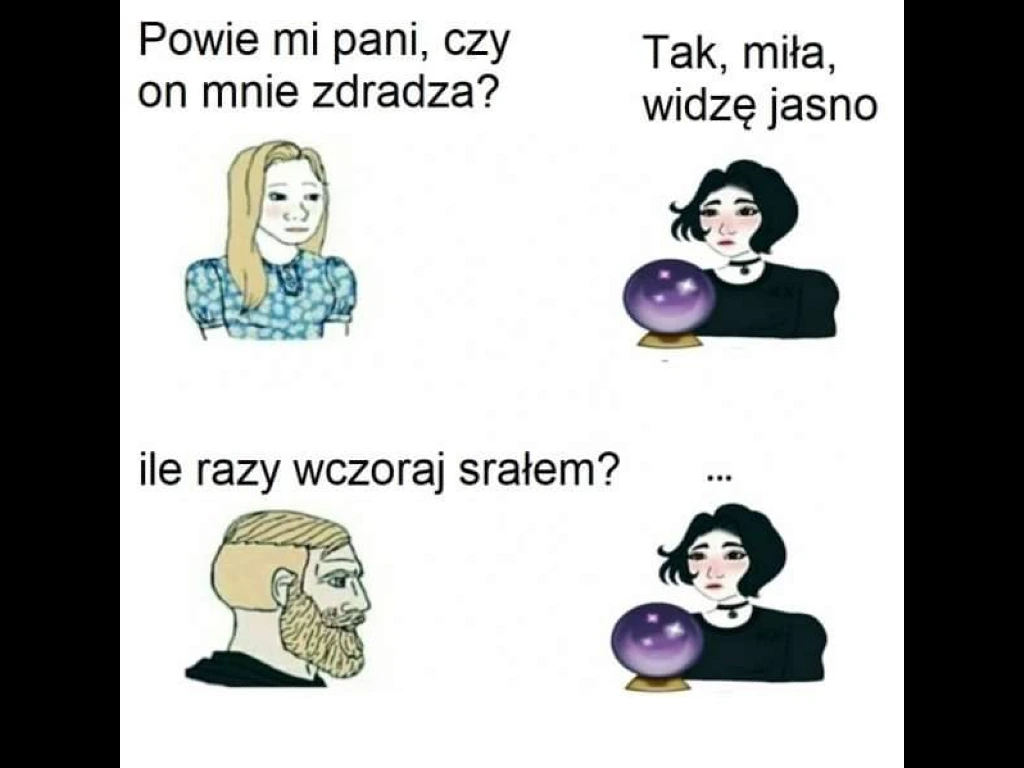 Powie mi pani, czy
on mnie zdradza?
Tak, miła,
widzę jasno
ile razy wczoraj srałem?
...